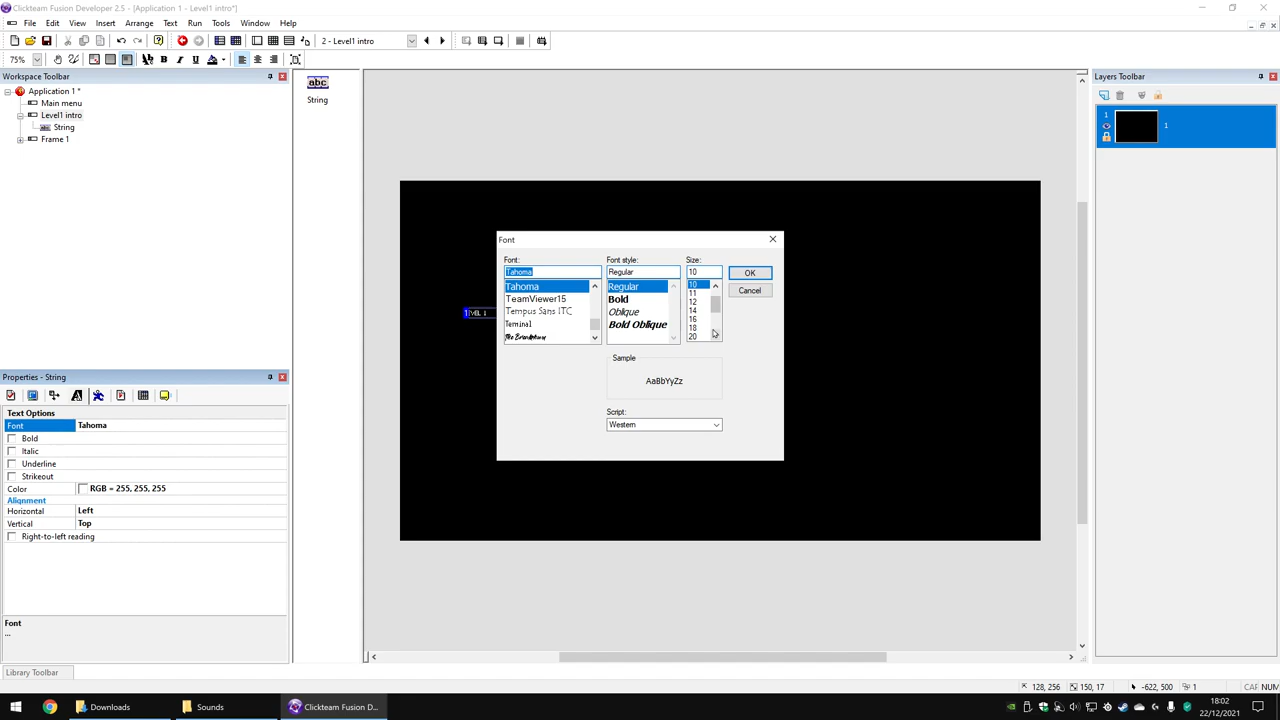 Clickteam Fusion Developer 2.5 - [Application 1 - Level1 intro*]
File Edit View Insert Arrange Text Run Tools Window Help
2 - Level1 intro
75%
Workspace Toolbar
Application 1 *
Main menu
Level1 intro
String
Frame 1
abc
String
Layers Toolbar
1
1
Font
Font: Font style: Size:
Tahoma Regular 10
OK
Cancel
Tahoma
TeamViewer15
Tempus Sans ITC
Terminal
Regular
Bold
Oblique
Bold Oblique
10
11
12
14
16
18
20
Sample
AaBbYyZz
Script:
Western
Properties - String
Text Options
Font Tahoma
Bold
Italic
Underline
Strikeout
Color RGB = 255, 255, 255
Alignment
Horizontal Left
Vertical Top
Right-to-left reading
Font
...
Library Toolbar
128, 256 150, 17 -622, 500 1 CAP NUM
Downloads
Sounds
Clickteam Fusion D...
18:02
22/12/2021